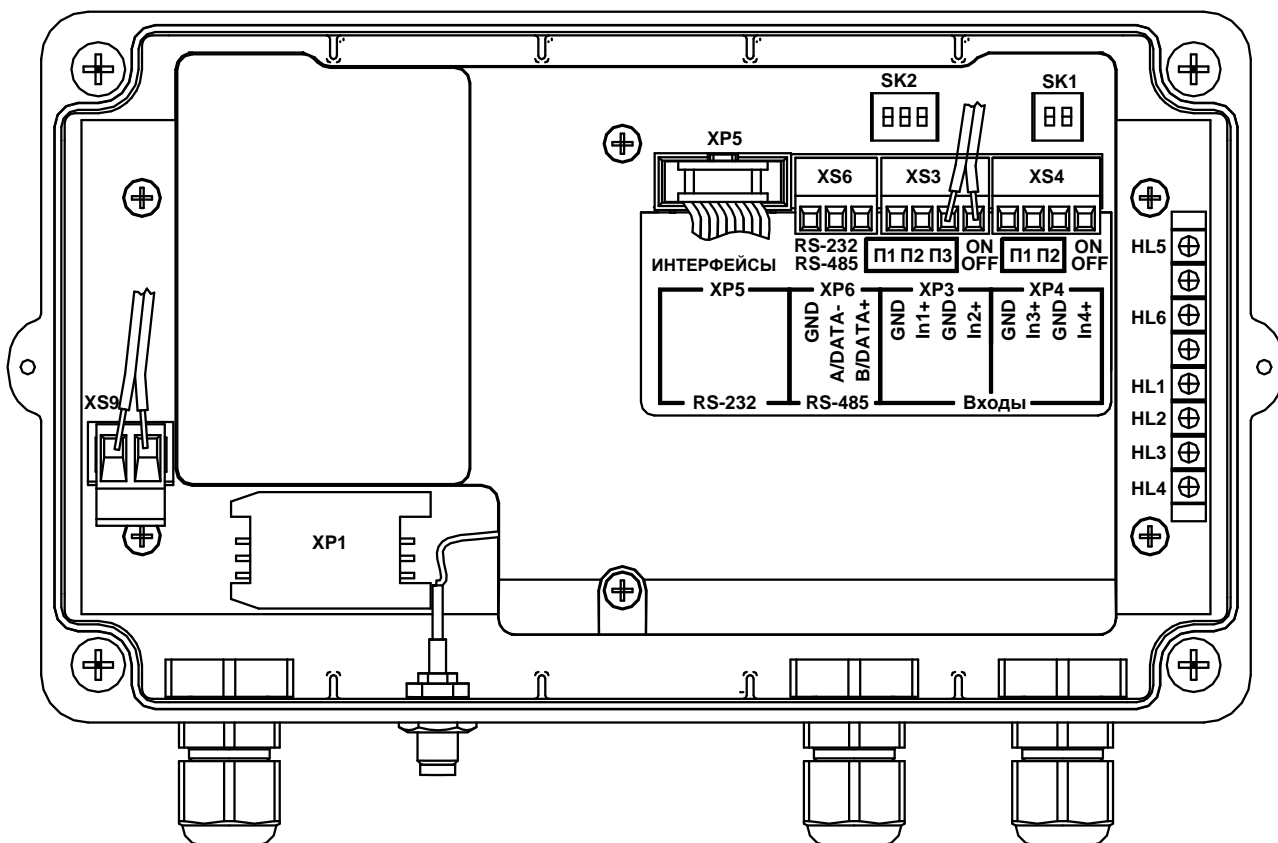 SK2
SK1
XP5
XS6
XS3
XS4
RS-232
RS-485
П1 П2 П3
ON
OFF
П1 П2
ON
OFF
ИНТЕРФЕЙСЫ
XP5
XP6
XP3
XP4
GND
A/DATA-
B/DATA+
GND
In1+
GND
In2+
GND
In3+
GND
In4+
RS-232
RS-485
Входы
HL5
HL6
HL1
HL2
HL3
HL4
XS9
XP1